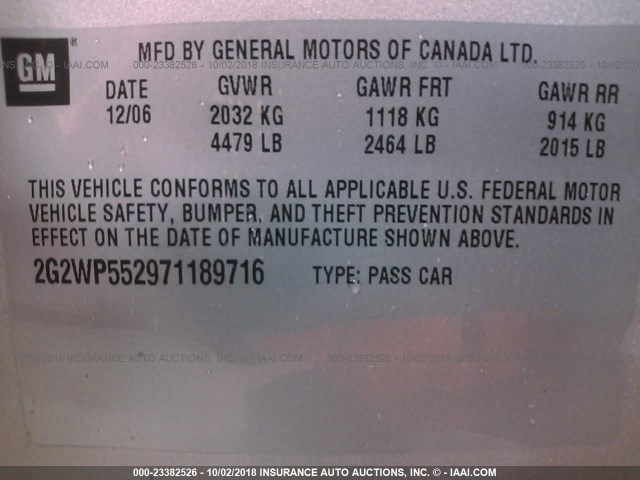 GM
MFD BY GENERAL MOTORS OF CANADA LTD.
DATE GVWR GAWR FRT GAWR RR
12/06 2032 KG 1118 KG 914 KG
4479 LB 2464 LB 2015 LB
THIS VEHICLE CONFORMS TO ALL APPLICABLE U.S. FEDERAL MOTOR
VEHICLE SAFETY, BUMPER, AND THEFT PREVENTION STANDARDS IN
EFFECT ON THE DATE OF MANUFACTURE SHOWN ABOVE.
2G2WP552971189716 TYPE: PASS CAR
000-23382526 - 10/02/2018 INSURANCE AUTO AUCTIONS, INC. - IAAI.COM